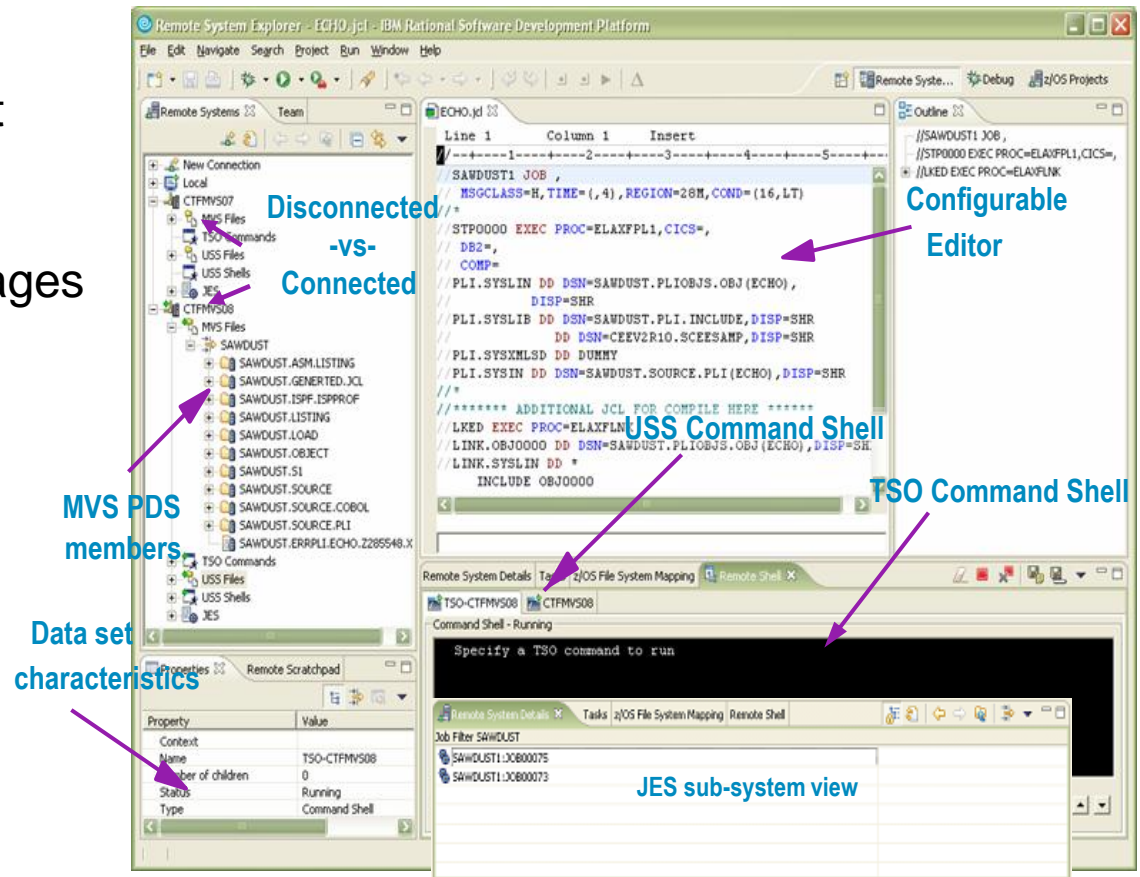 Remote System Explorer - ECHO.jcl - IBM Rational Software Development Platform
File Edit Navigate Search Project Run Window Help
Remote Syste... Debug z/OS Projects
t
ages
Remote Systems Team
New Connection
Local
CTFMVS07
MVS Files
TSO Commands
USS Files
USS Shells
JES
CTFMVS08
MVS Files
SAWDUST
SAWDUST.ASM.LISTING
SAWDUST.GENERTED.JCL
SAWDUST.ISPF.ISPPROF
SAWDUST.LISTING
SAWDUST.LOAD
SAWDUST.OBJECT
SAWDUST.S1
SAWDUST.SOURCE
SAWDUST.SOURCE.COBOL
SAWDUST.SOURCE.PLI
SAWDUST.ERRPLI.ECHO.Z285548.X
TSO Commands
USS Files
USS Shells
JES
Disconnected
-vs-
Connected
MVS PDS
members
Data set
characteristics
ECHO.jcl
Line 1 Column 1 Insert
//--+----1----+----2----+----3----+----4----+----5----+--
//SAWDUST1 JOB ,
// MSGCLASS=H,TIME=(,4),REGION=28M,COND=(16,LT)
//*
//STP0000 EXEC PROC=ELAXFPL1,CICS=,
// DB2=,
// COMP=
//PLI.SYSLIN DD DSN=SAWDUST.PLIOBJS.OBJ(ECHO),
// DISP=SHR
//PLI.SYSLIB DD DSN=SAWDUST.PLI.INCLUDE,DISP=SHR
// DD DSN=CEEV2R10.SCEESAMP,DISP=SHR
//PLI.SYSXMLSD DD DUMMY
//PLI.SYSIN DD DSN=SAWDUST.SOURCE.PLI(ECHO),DISP=SHR
//*
//******* ADDITIONAL JCL FOR COMPILE HERE ******
//LKED EXEC PROC=ELAXFLNK
//LINK.OBJ0000 DD DSN=SAWDUST.PLIOBJS.OBJ(ECHO),DISP=SH
//LINK.SYSLIN DD *
INCLUDE OBJ0000
Configurable
Editor
USS Command Shell
TSO Command Shell
Outline
//SAWDUST1 JOB ,
//STP0000 EXEC PROC=ELAXFPL1,CICS=,
//LKED EXEC PROC=ELAXFLNK
Remote System Details Tasks z/OS File System Mapping Remote Shell
TSO-CTFMVS08 CTFMVS08
Command Shell - Running
Specify a TSO command to run
Properties Remote Scratchpad
Property Value
Context
Name TSO-CTFMVS08
Number of children 0
Status Running
Type Command Shell
Remote System Details Tasks z/OS File System Mapping Remote Shell
Job Filter SAWDUST
SAWDUST1:JOB00075
SAWDUST1:JOB00073
JES sub-system view